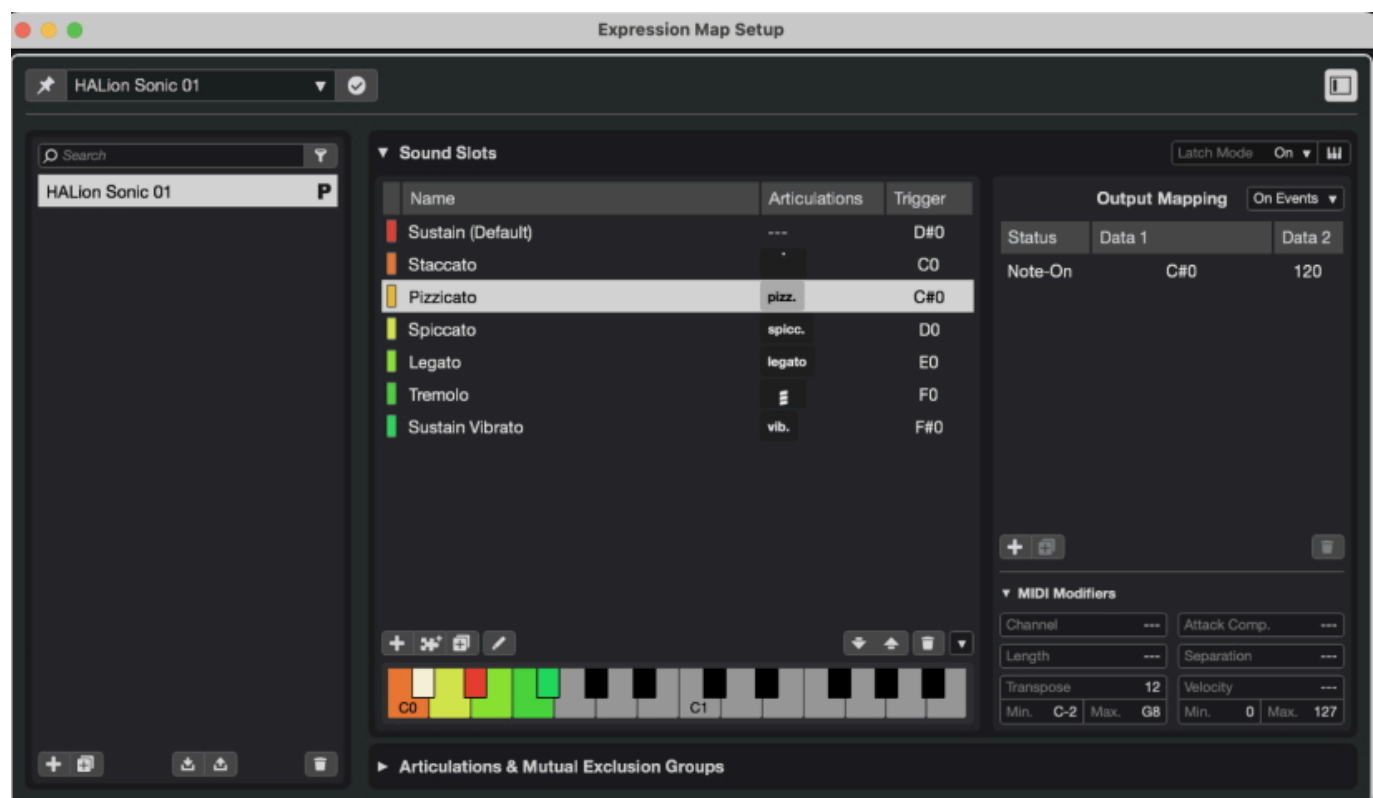 Expression Map Setup
HALion Sonic 01
Search
HALion Sonic 01 P
Sound Slots
Latch Mode On
Name Articulations Trigger
Sustain (Default) --- D#0
Staccato C0
Pizzicato pizz. C#0
Spiccato spicc. D0
Legato legato E0
Tremolo F0
Sustain Vibrato vib. F#0
C0 C1
Output Mapping On Events
Status Data 1 Data 2
Note-On C#0 120
MIDI Modifiers
Channel --- Attack Comp. ---
Length --- Separation ---
Transpose 12 Velocity ---
Min. C-2 Max. G8 Min. 0 Max. 127
Articulations & Mutual Exclusion Groups